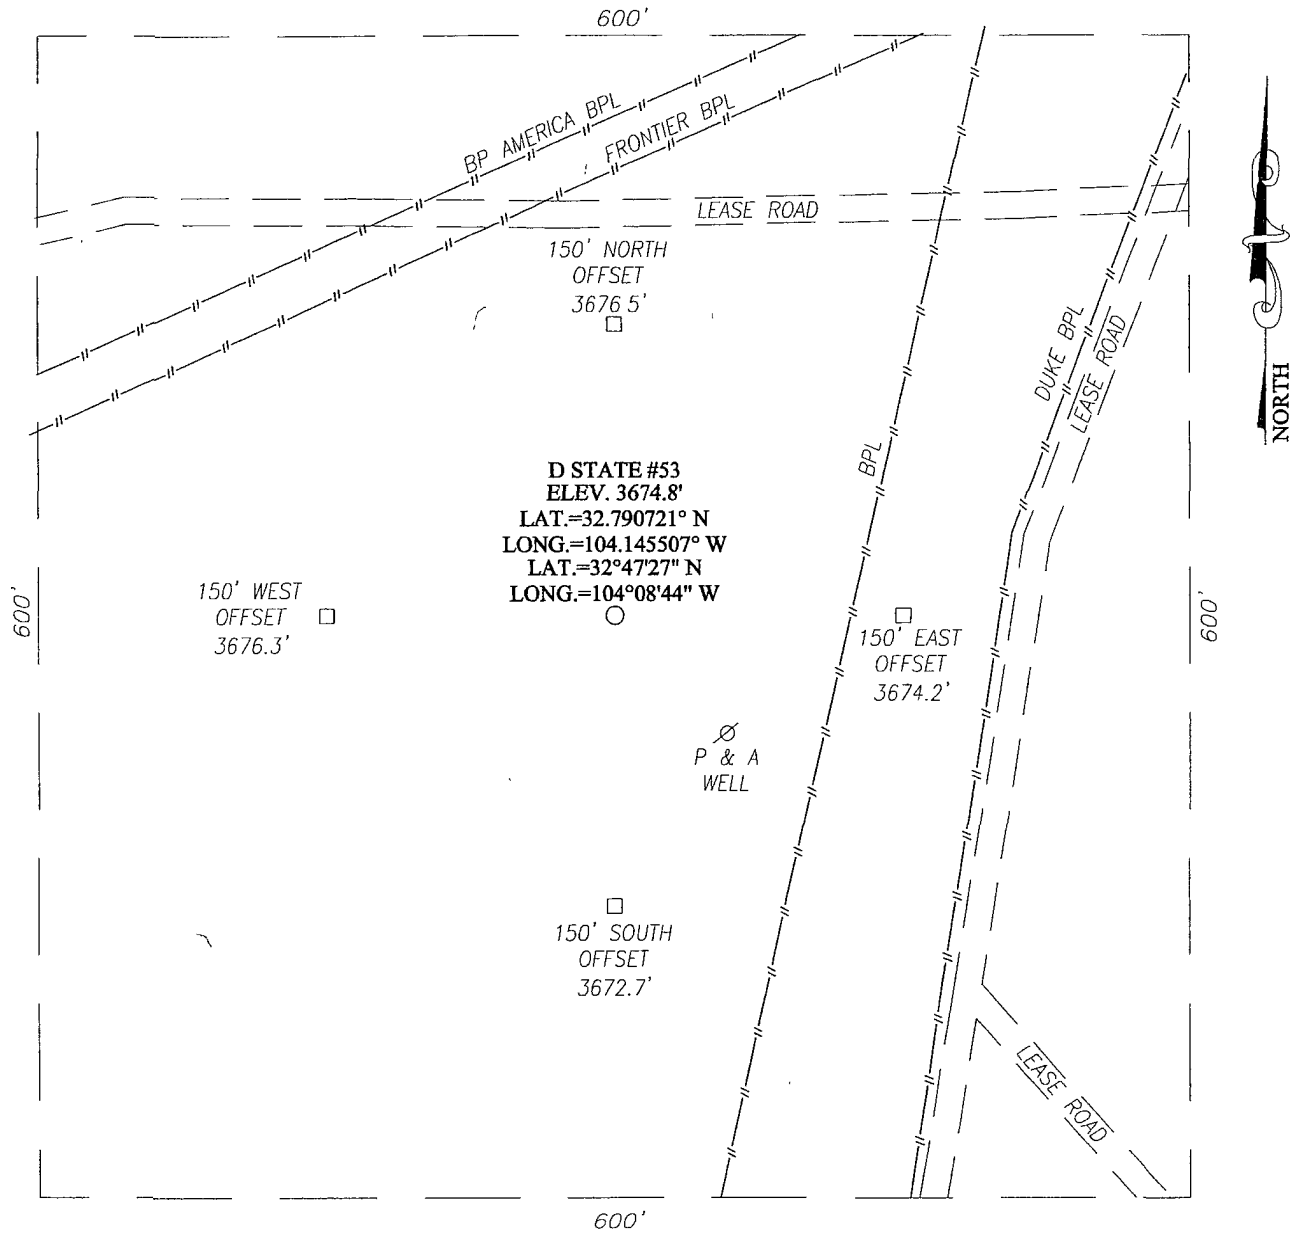 600'
BP AMERICA BPL
FRONTIER BPL
LEASE ROAD
150' NORTH
OFFSET
3676 5'
DUKE BPL
LEASE ROAD
NORTH
BPL
D STATE #53
ELEV. 3674.8'
LAT.=32.790721° N
LONG.=104.145507° W
LAT.=32°47'27" N
LONG.=104°08'44" W
600'
150' WEST
OFFSET
3676.3'
150' EAST
OFFSET
3674.2'
600'
P & A
WELL
150' SOUTH
OFFSET
3672.7'
LEASE ROAD
600'